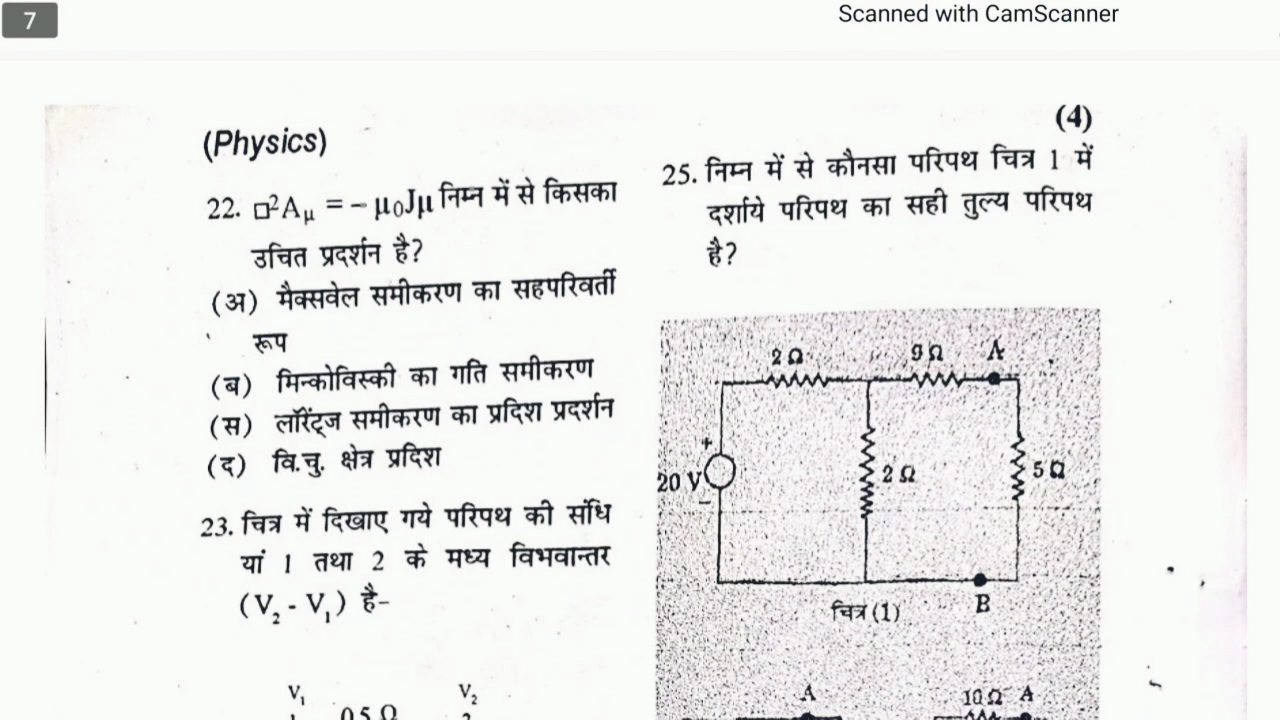 7
Scanned with CamScanner
(Physics)
22. □²Aμ = – μ₀Jμ निम्न में से किसका
उचित प्रदर्शन है?
(अ) मैक्सवेल समीकरण का सहपरिवर्ती
रूप
(ब) मिन्कोविस्की का गति समीकरण
(स) लॉरेंट्ज समीकरण का प्रदिश प्रदर्शन
(द) वि.चु. क्षेत्र प्रदिश
23. चित्र में दिखाए गये परिपथ की संधि
यां 1 तथा 2 के मध्य विभवान्तर
(V₂ - V₁) है–
V₁ V₂
0.5 Ω 2
(4)
25. निम्न में से कौनसा परिपथ चित्र 1 में
दर्शाये परिपथ का सही तुल्य परिपथ
है?
2 Ω 9 Ω A
+
20 V 2 Ω 5 Ω
–
चित्र (1) B
A 10 Ω A